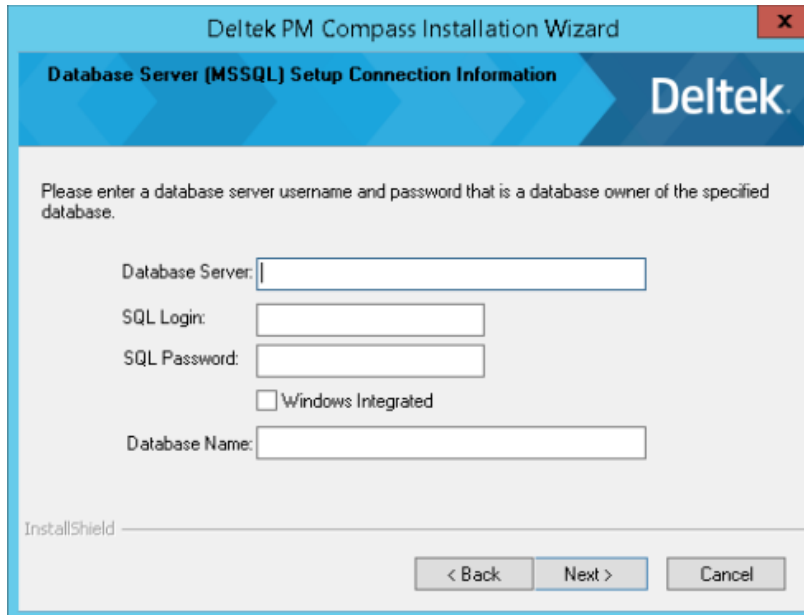 Deltek PM Compass Installation Wizard
x
Database Server (MSSQL) Setup Connection Information
Deltek.
Please enter a database server username and password that is a database owner of the specified
database.
Database Server:
SQL Login:
SQL Password:
Windows Integrated
Database Name:
InstallShield
< Back
Next >
Cancel